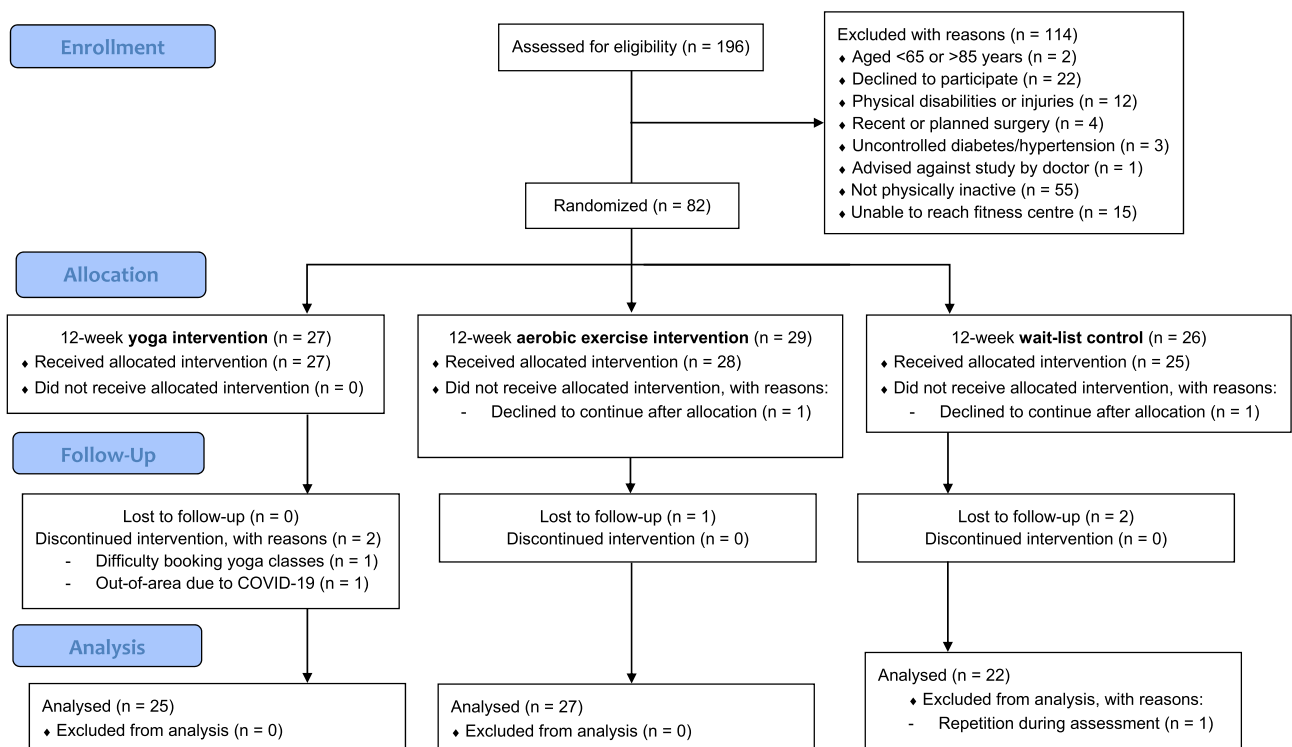 Enrollment
Assessed for eligibility (n = 196)
Excluded with reasons (n = 114)
♦ Aged <65 or >85 years (n = 2)
♦ Declined to participate (n = 22)
♦ Physical disabilities or injuries (n = 12)
♦ Recent or planned surgery (n = 4)
♦ Uncontrolled diabetes/hypertension (n = 3)
♦ Advised against study by doctor (n = 1)
♦ Not physically inactive (n = 55)
♦ Unable to reach fitness centre (n = 15)
Randomized (n = 82)
Allocation
12-week yoga intervention (n = 27)
♦ Received allocated intervention (n = 27)
♦ Did not receive allocated intervention (n = 0)
12-week aerobic exercise intervention (n = 29)
♦ Received allocated intervention (n = 28)
♦ Did not receive allocated intervention, with reasons:
- Declined to continue after allocation (n = 1)
12-week wait-list control (n = 26)
♦ Received allocated intervention (n = 25)
♦ Did not receive allocated intervention, with reasons:
- Declined to continue after allocation (n = 1)
Follow-Up
Lost to follow-up (n = 0)
Discontinued intervention, with reasons (n = 2)
- Difficulty booking yoga classes (n = 1)
- Out-of-area due to COVID-19 (n = 1)
Lost to follow-up (n = 1)
Discontinued intervention (n = 0)
Lost to follow-up (n = 2)
Discontinued intervention (n = 0)
Analysis
Analysed (n = 25)
♦ Excluded from analysis (n = 0)
Analysed (n = 27)
♦ Excluded from analysis (n = 0)
Analysed (n = 22)
♦ Excluded from analysis, with reasons:
- Repetition during assessment (n = 1)